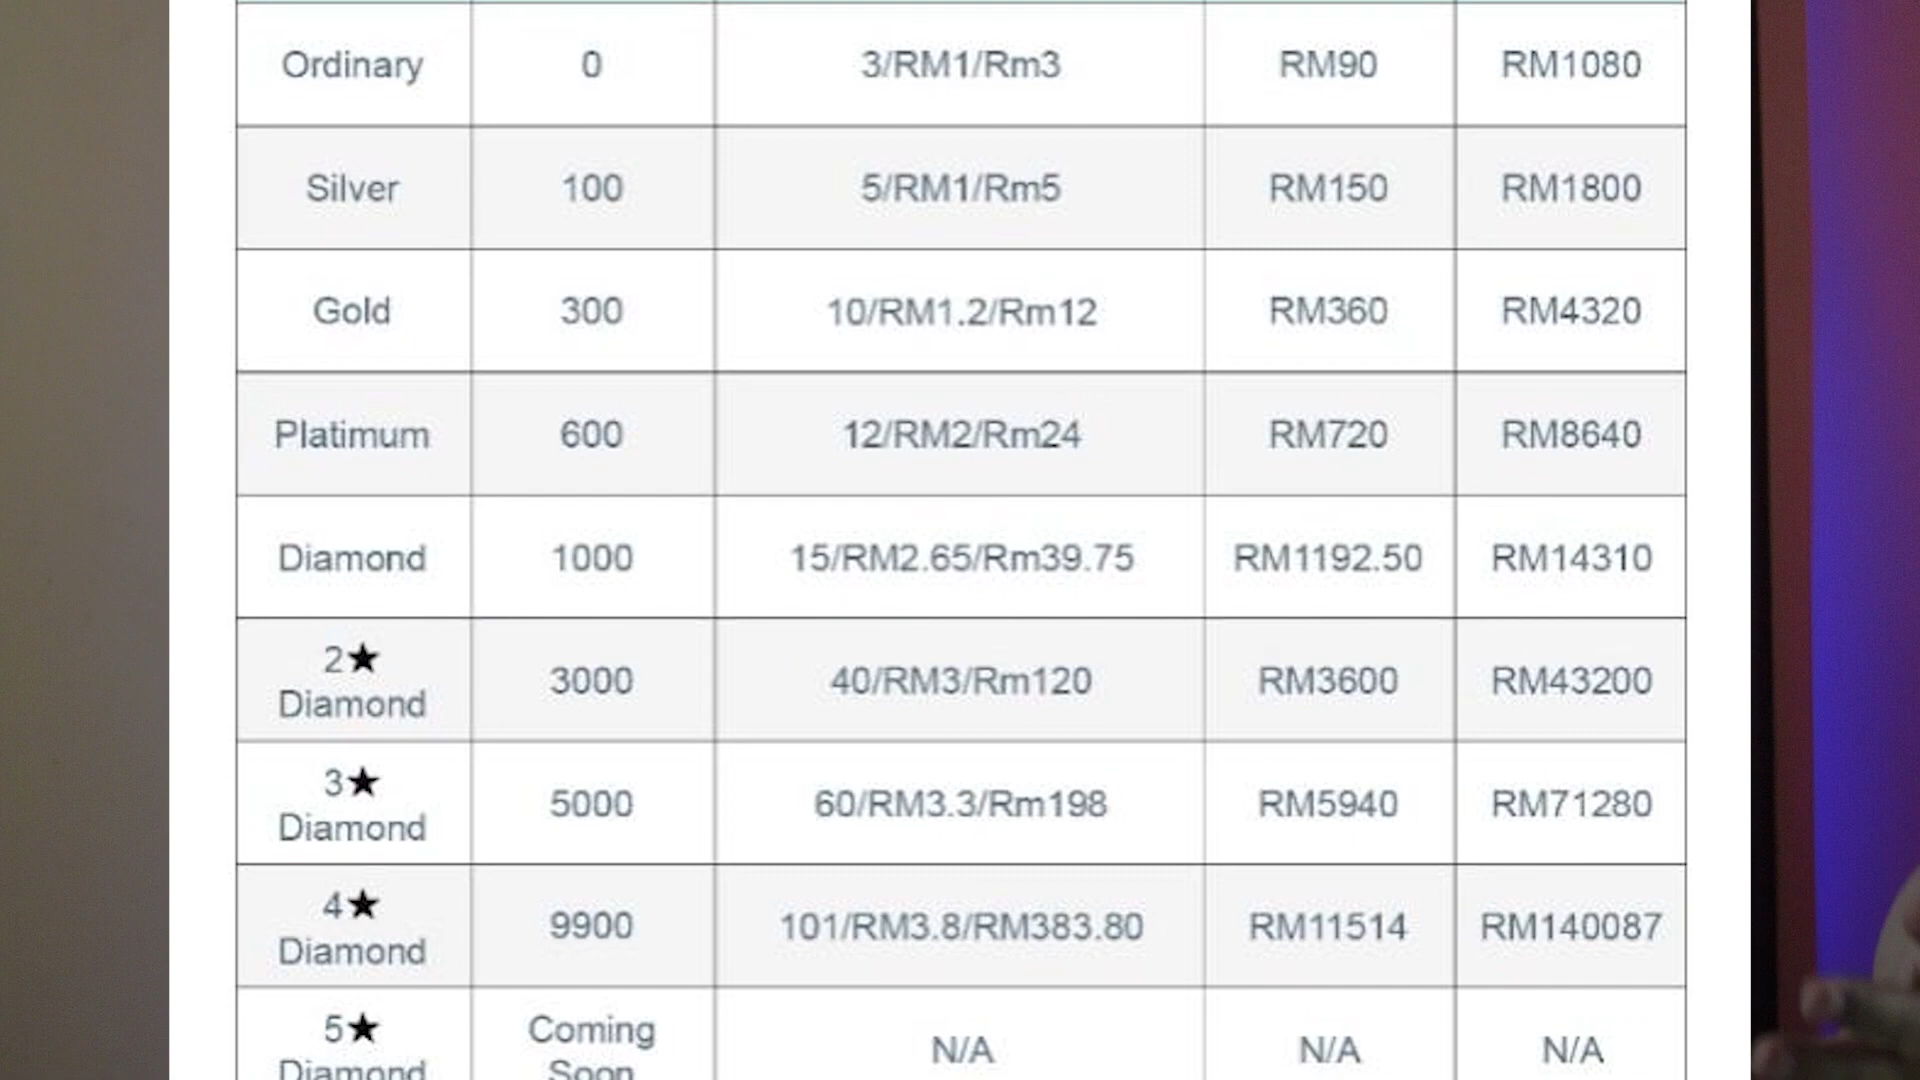 Ordinary 0 3/RM1/Rm3 RM90 RM1080
Silver 100 5/RM1/Rm5 RM150 RM1800
Gold 300 10/RM1.2/Rm12 RM360 RM4320
Platimum 600 12/RM2/Rm24 RM720 RM8640
Diamond 1000 15/RM2.65/Rm39.75 RM1192.50 RM14310
2★
Diamond 3000 40/RM3/Rm120 RM3600 RM43200
3★
Diamond 5000 60/RM3.3/Rm198 RM5940 RM71280
4★
Diamond 9900 101/RM3.8/RM383.80 RM11514 RM140087
5★
Diamond Coming
Soon N/A N/A N/A